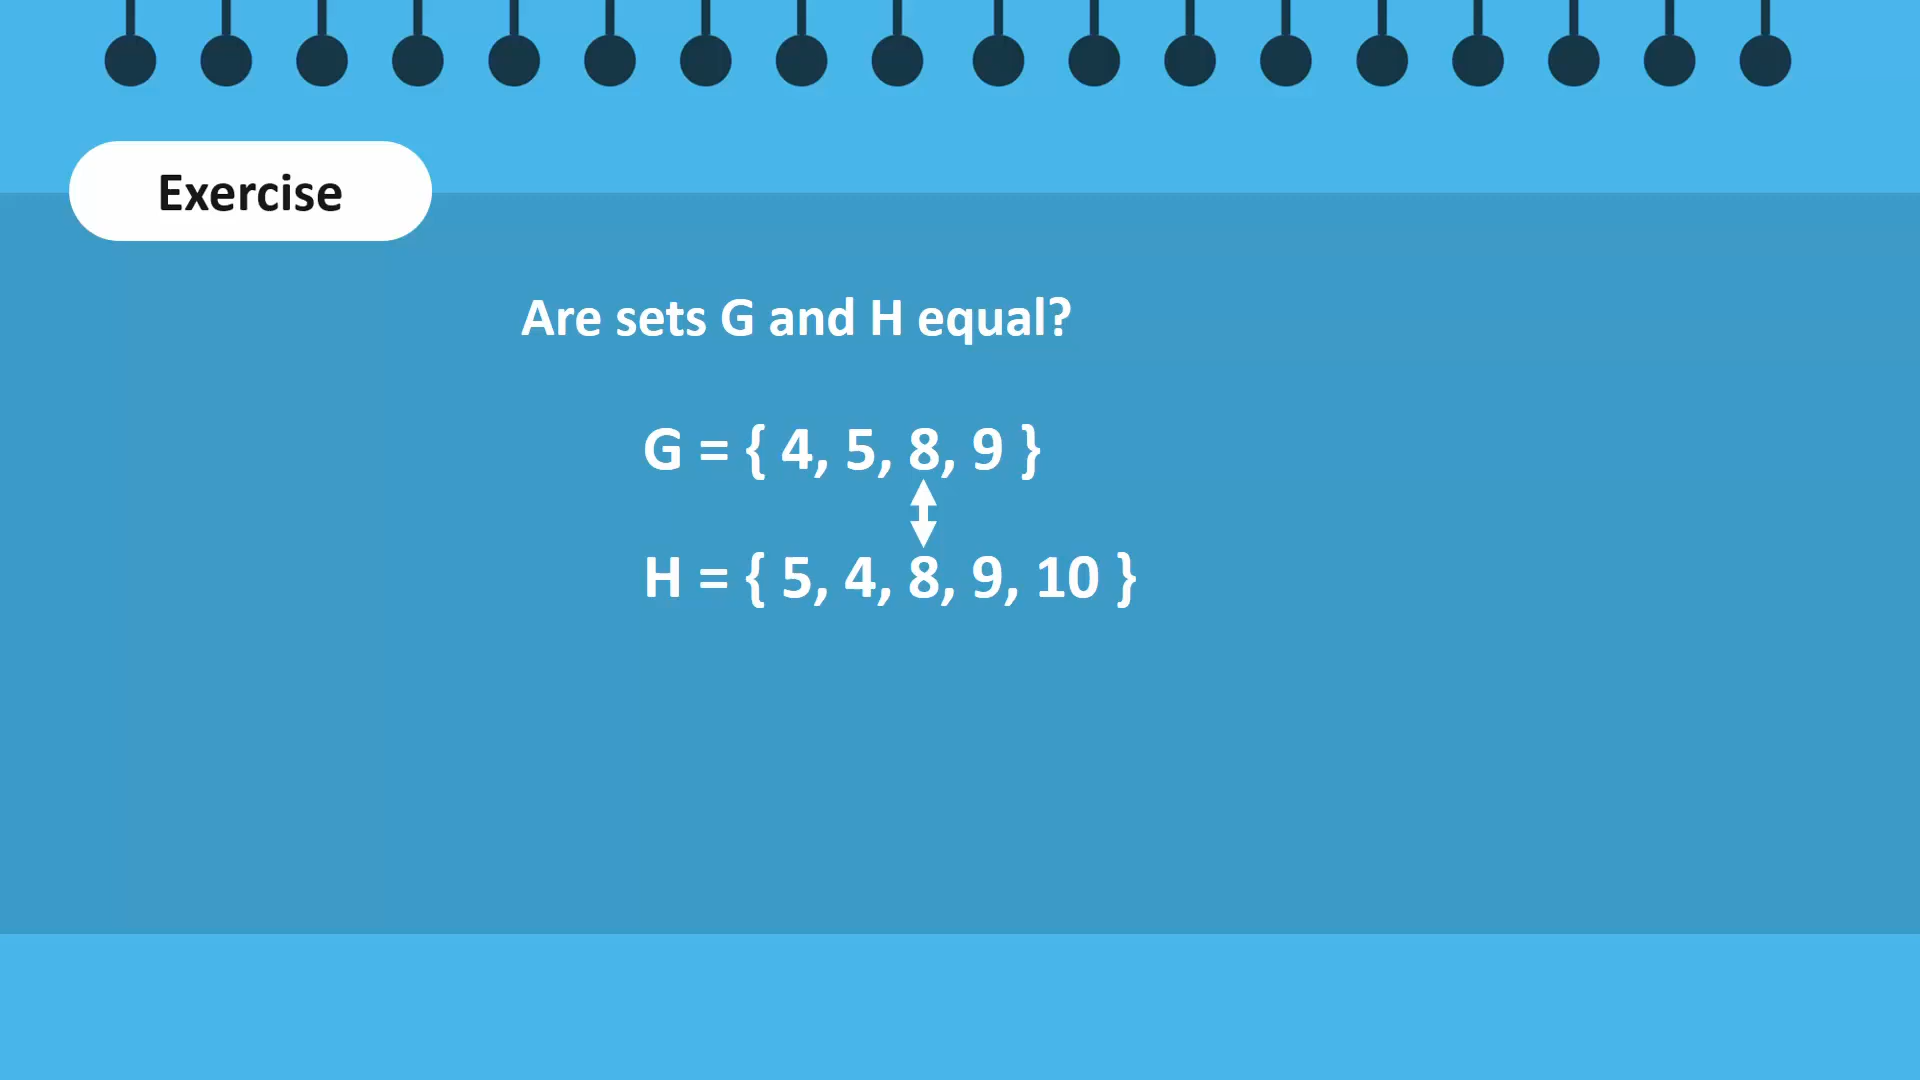 Exercise
Are sets G and H equal?
G = { 4, 5, 8, 9 }
H = { 5, 4, 8, 9, 10 }